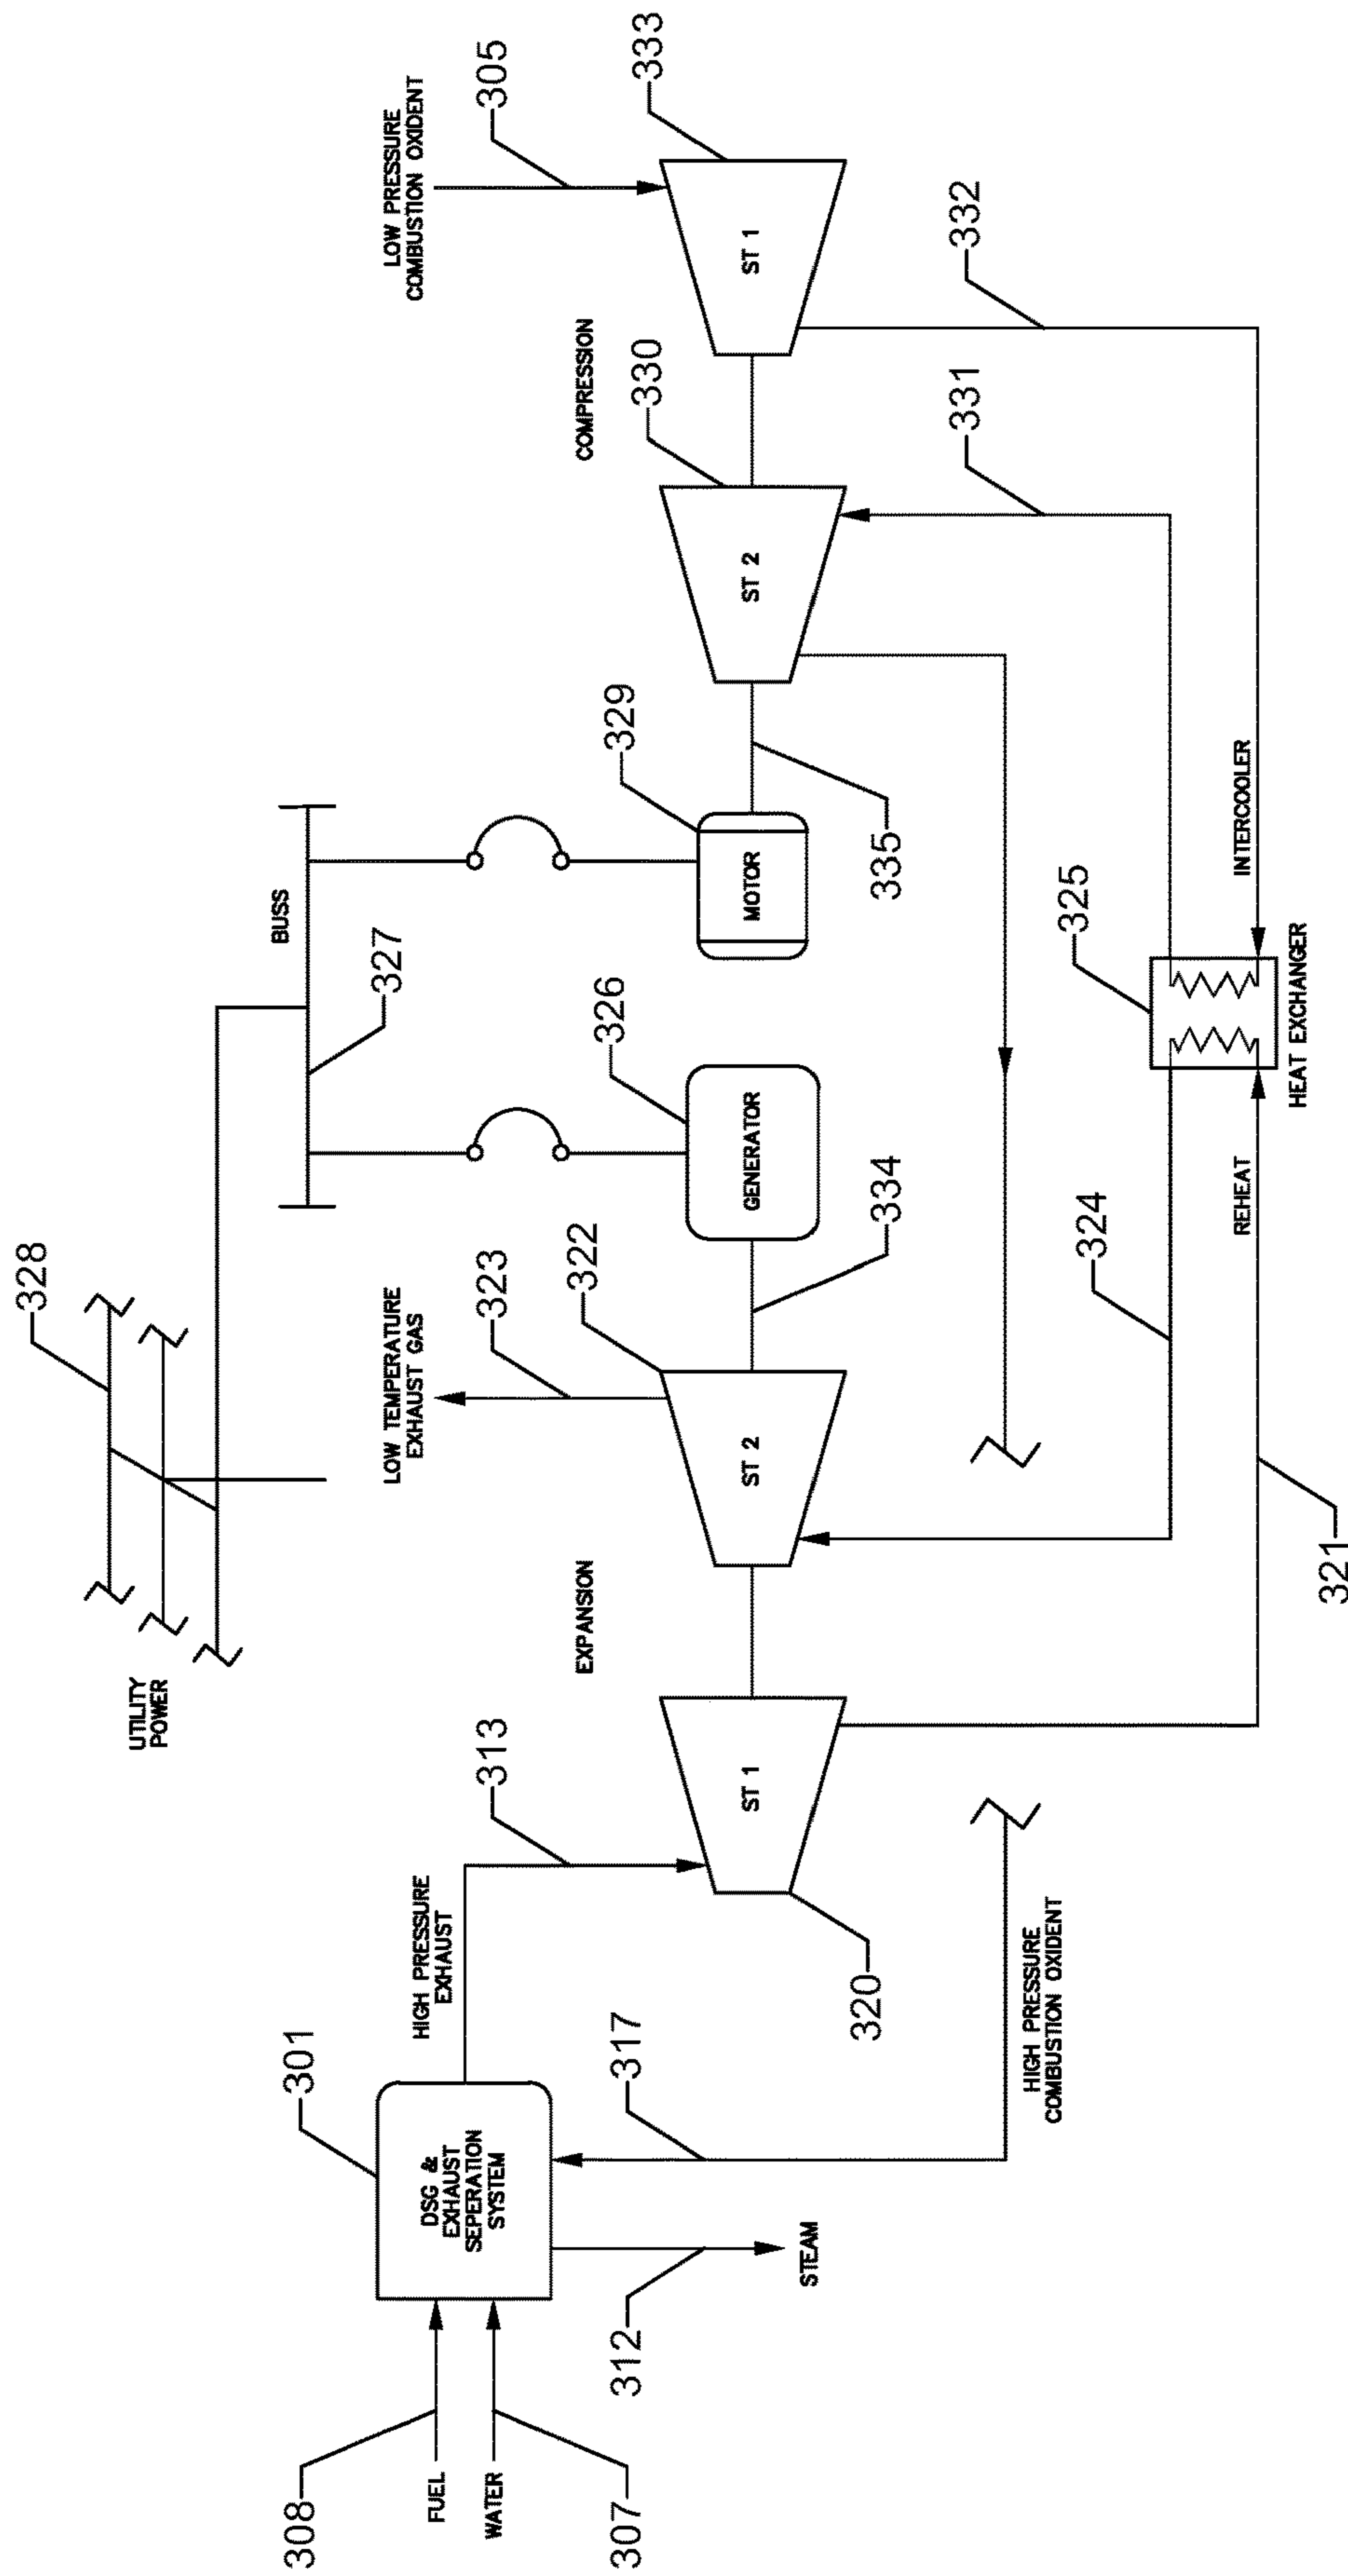 328
UTILITY
POWER
BUSS
327
LOW PRESSURE
COMBUSTION OXIDENT
305
LOW TEMPERATURE
EXHAUST GAS
323
322
326
GENERATOR
334
329
MOTOR
335
COMPRESSION
330
ST 2
333
ST 1
308
FUEL
WATER
307
301
DSG &
EXHAUST
SEPERATION
SYSTEM
HIGH PRESSURE
EXHAUST
313
EXPANSION
ST 1
ST 2
320
312
STEAM
317
HIGH PRESSURE
COMBUSTION OXIDENT
324
REHEAT
321
325
HEAT EXCHANGER
INTERCOOLER
331
332